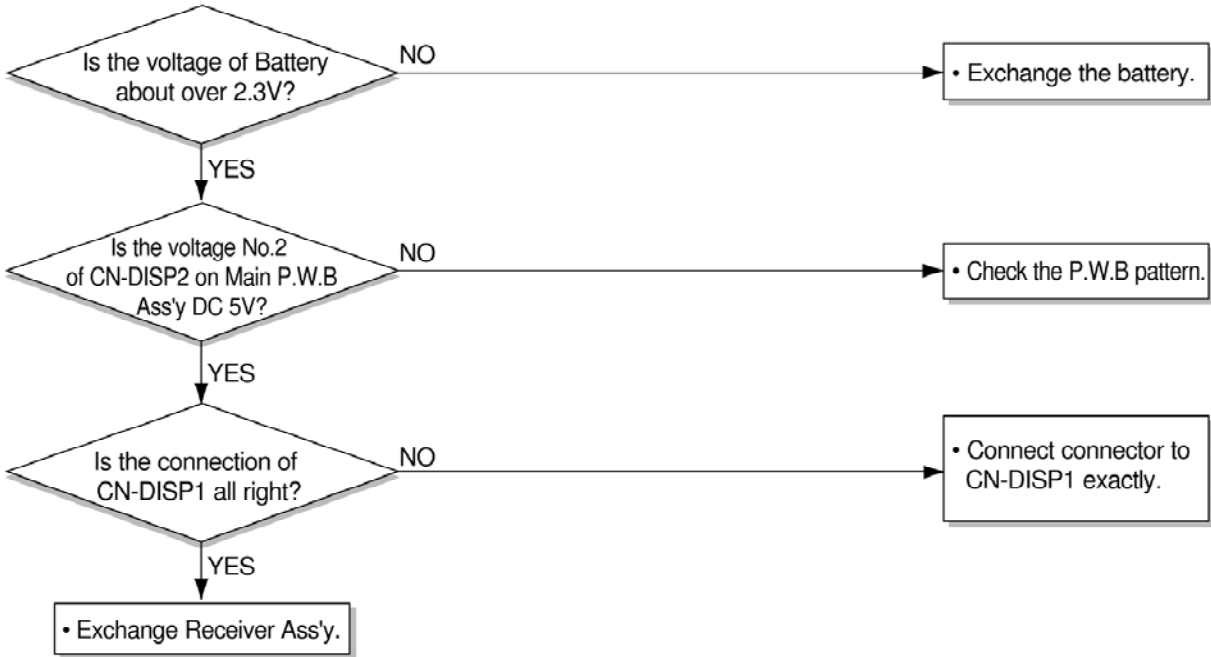 Is the voltage of Battery
about over 2.3V?
NO
• Exchange the battery.
YES
Is the voltage No.2
of CN-DISP2 on Main P.W.B
Ass'y DC 5V?
NO
• Check the P.W.B pattern.
YES
Is the connection of
CN-DISP1 all right?
NO
• Connect connector to
CN-DISP1 exactly.
YES
• Exchange Receiver Ass'y.